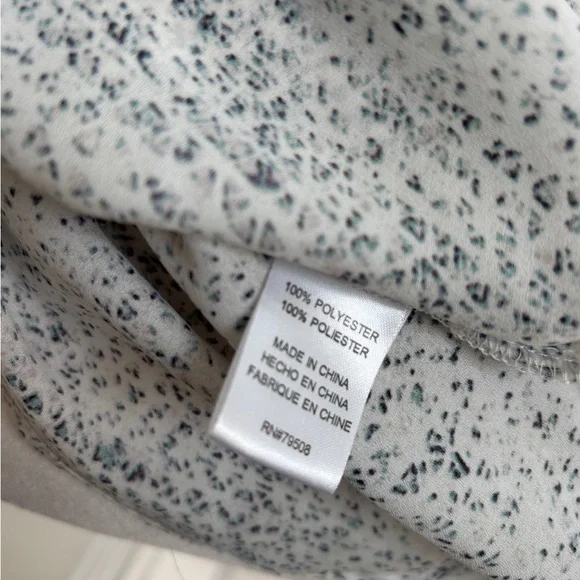 100% POLYESTER
100% POLIESTER
MADE IN CHINA
HECHO EN CHINA
FABRIQUE EN CHINE
RN#79508